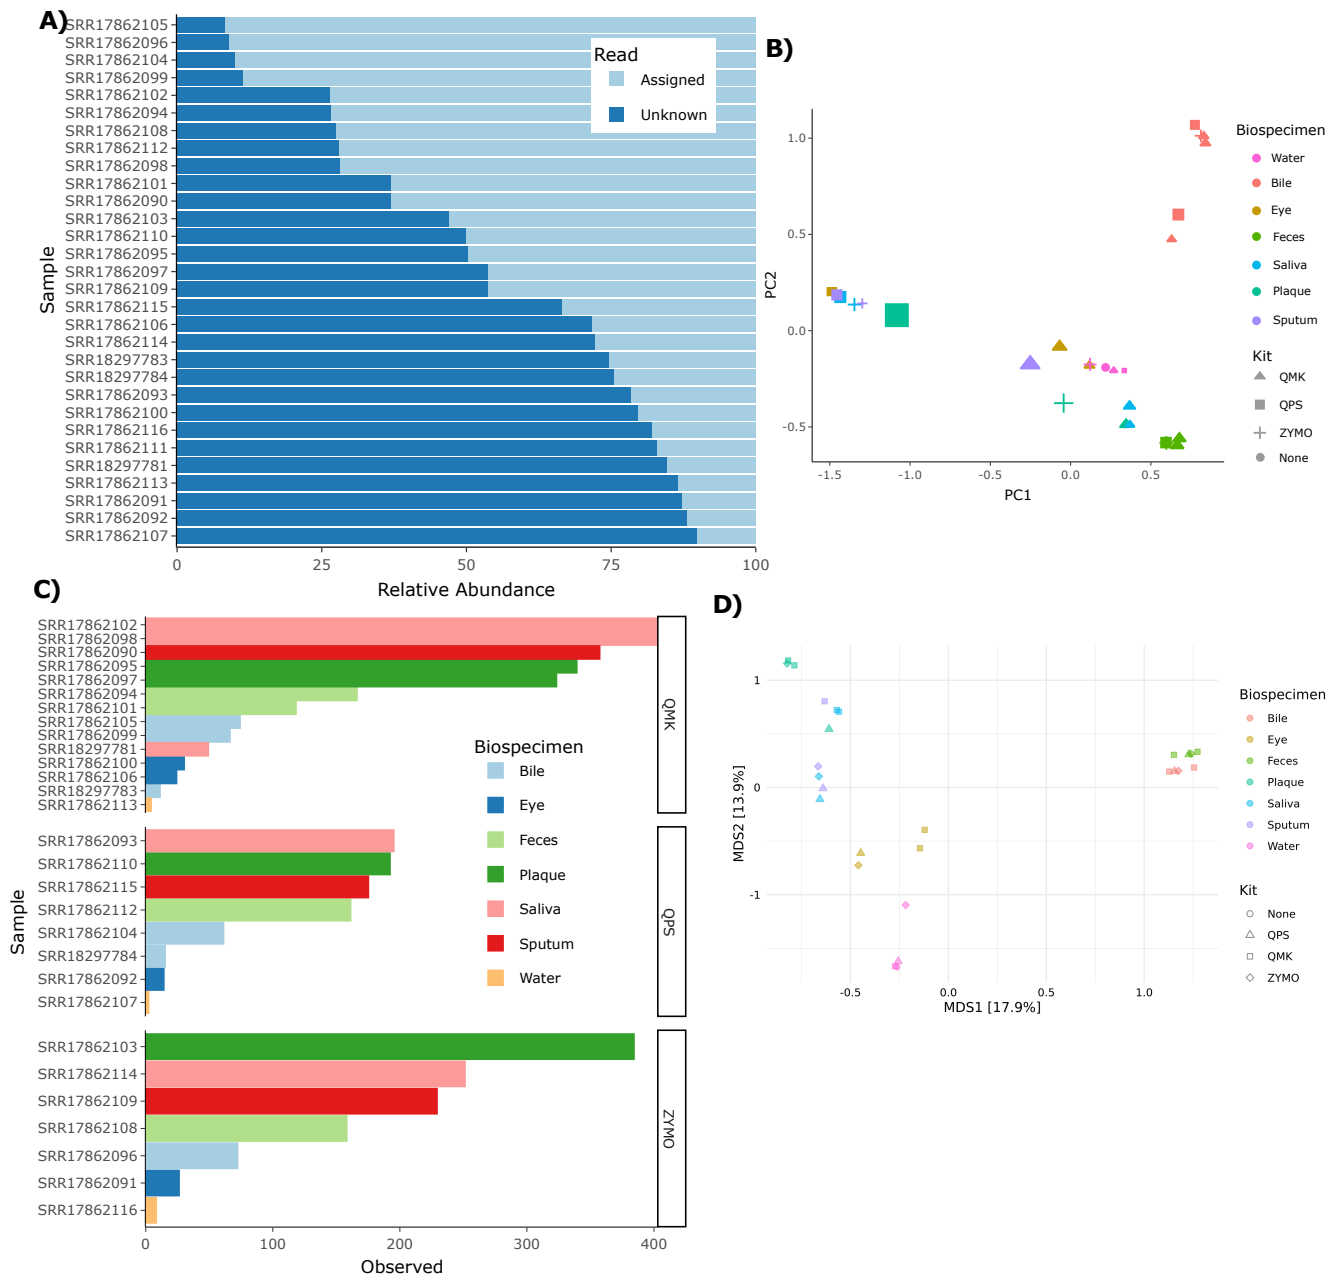 A)
SRR17862105
SRR17862096
SRR17862104
SRR17862099
SRR17862102
SRR17862094
SRR17862108
SRR17862112
SRR17862098
SRR17862101
SRR17862090
SRR17862103
SRR17862110
SRR17862095
SRR17862097
SRR17862109
SRR17862115
SRR17862106
SRR17862114
SRR18297783
SRR18297784
SRR17862093
SRR17862100
SRR17862116
SRR17862111
SRR18297781
SRR17862113
SRR17862091
SRR17862092
SRR17862107
Sample
0 25 50 75 100
Relative Abundance
Read
Assigned
Unknown
B)
PC2
1.0
0.5
0.0
-0.5
-1.5 -1.0 -0.5 0.0 0.5
PC1
Biospecimen
Water
Bile
Eye
Feces
Saliva
Plaque
Sputum
Kit
QMK
QPS
ZYMO
None
C)
SRR17862102
SRR17862098
SRR17862090
SRR17862095
SRR17862097
SRR17862094
SRR17862101
SRR17862105
SRR17862099
SRR18297781
SRR17862100
SRR17862106
SRR18297783
SRR17862113
QMK
SRR17862093
SRR17862110
SRR17862115
SRR17862112
SRR17862104
SRR18297784
SRR17862092
SRR17862107
QPS
SRR17862103
SRR17862114
SRR17862109
SRR17862108
SRR17862096
SRR17862091
SRR17862116
ZYMO
Sample
0 100 200 300 400
Observed
Biospecimen
Bile
Eye
Feces
Plaque
Saliva
Sputum
Water
D)
MDS2 [13.9%]
1
0
-1
-0.5 0.0 0.5 1.0
MDS1 [17.9%]
Biospecimen
Bile
Eye
Feces
Plaque
Saliva
Sputum
Water
Kit
None
QPS
QMK
ZYMO